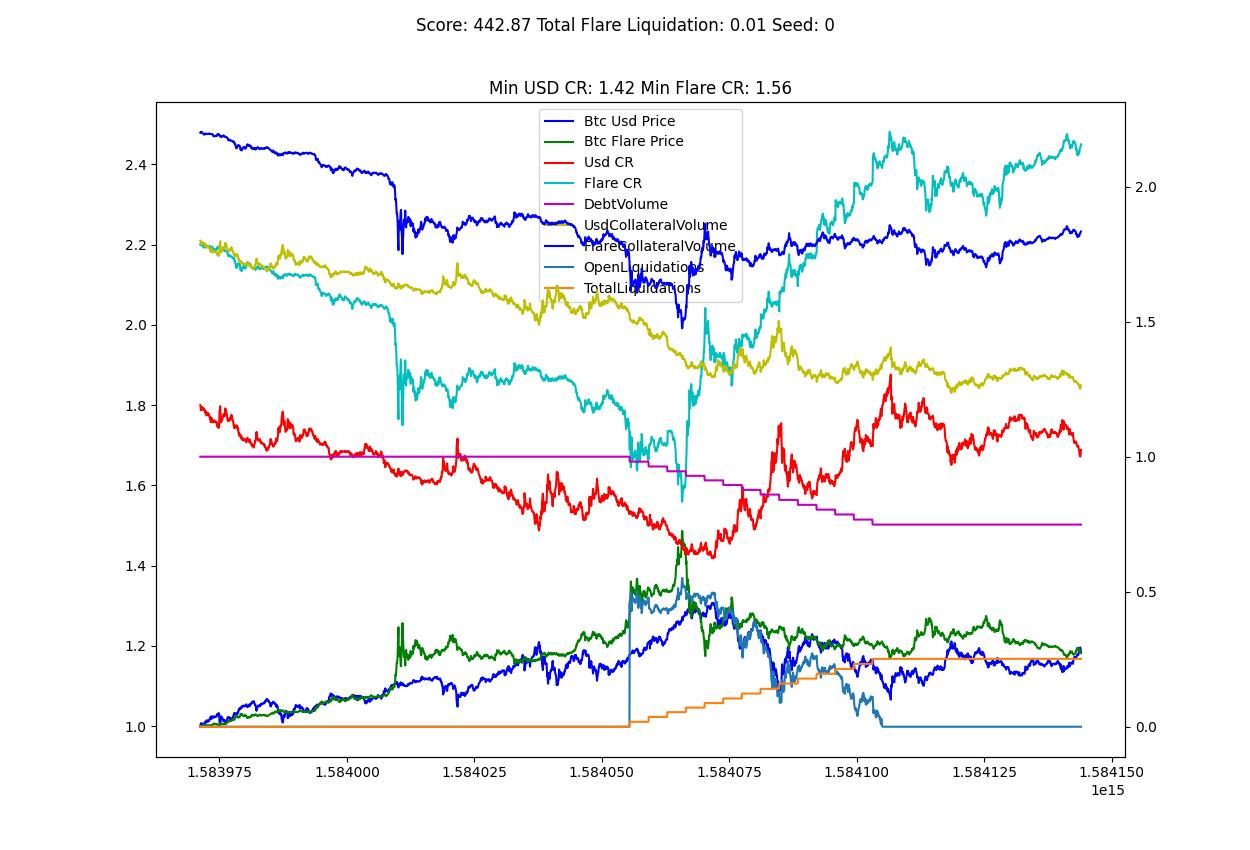 Score: 442.87 Total Flare Liquidation: 0.01 Seed: 0
Min USD CR: 1.42 Min Flare CR: 1.56
Btc Usd Price
Btc Flare Price
Usd CR
Flare CR
DebtVolume
UsdCollateralVolume
FlareCollateralVolume
OpenLiquidations
TotalLiquidations
2.4
2.2
2.0
1.8
1.6
1.4
1.2
1.0
2.0
1.5
1.0
0.5
0.0
1.583975 1.584000 1.584025 1.584050 1.584075 1.584100 1.584125 1.584150
1e15